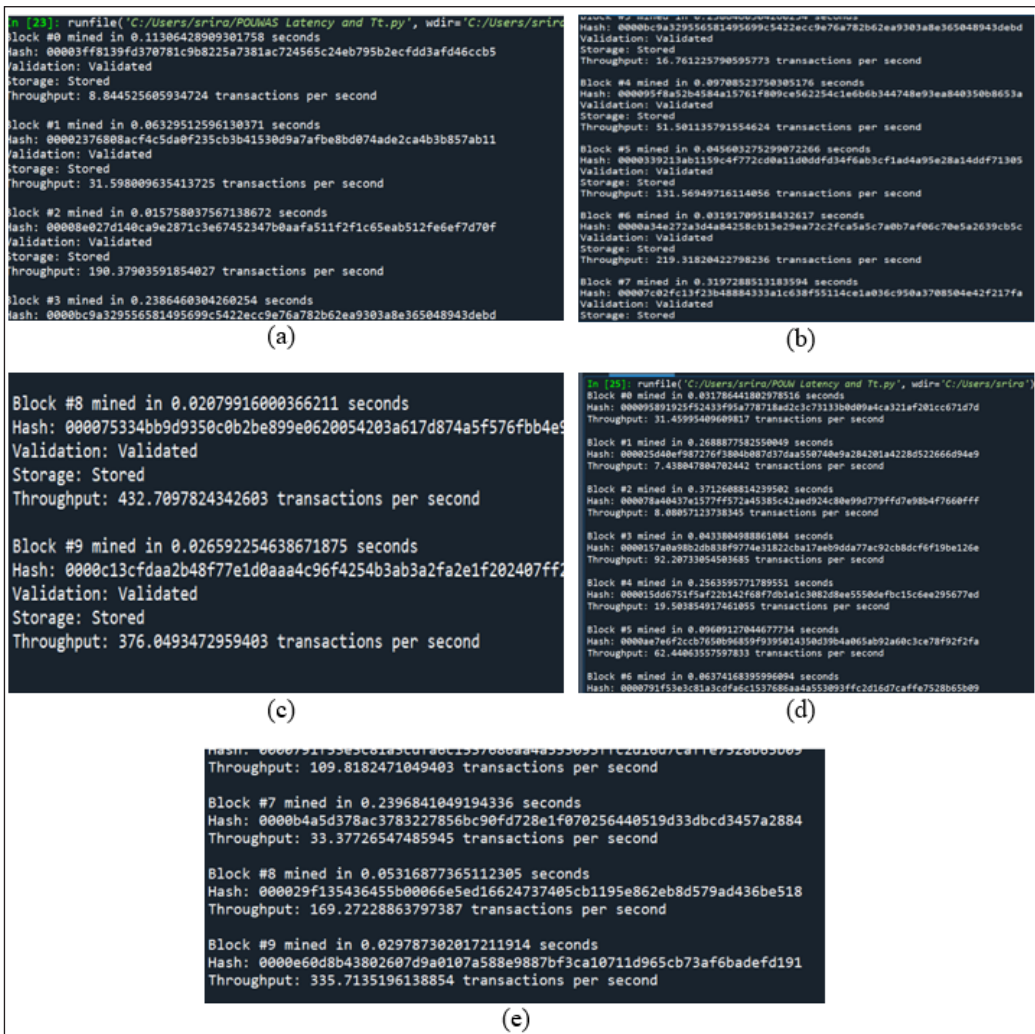 In [23]: runfile('C:/Users/srira/POUWAS Latency and Tt.py', wdir='C:/Users/srira
Block #0 mined in 0.11306428909301758 seconds
Hash: 00003ff8139fd370781c9b8225a7381ac724565c24eb795b2ecfdd3afd46ccb5
Validation: Validated
Storage: Stored
Throughput: 8.844525605934724 transactions per second
Block #1 mined in 0.06329512596130371 seconds
Hash: 00002376808acf4c5da0f235cb3b41530d9a7afbe8bd074ade2ca4b3b857ab11
Validation: Validated
Storage: Stored
Throughput: 31.598009635413725 transactions per second
Block #2 mined in 0.015758037567138672 seconds
Hash: 00008e027d140ca9e2871c3e67452347b0aafa511f2f1c65eab512fe6ef7d70f
Validation: Validated
Storage: Stored
Throughput: 190.37903591854027 transactions per second
Block #3 mined in 0.2386460304260254 seconds
Hash: 0000bc9a329556581495699c5422ecc9e76a782b62ea9303a8e365048943debd
(a)
Block #3 mined in 0.2386460304260254 seconds
Hash: 0000bc9a329556581495699c5422ecc9e76a782b62ea9303a8e365048943debd
Validation: Validated
Storage: Stored
Throughput: 16.761225790595773 transactions per second
Block #4 mined in 0.09708523750305176 seconds
Hash: 000095f8a52b4584a15761f809ce562254c1e6b6b344748e93ea840350b8653a
Validation: Validated
Storage: Stored
Throughput: 51.501135791554624 transactions per second
Block #5 mined in 0.045603275299072266 seconds
Hash: 0000339213ab1159c4f772cd0a11d0ddfd34f6ab3cf1ad4a95e28a14ddf71305
Validation: Validated
Storage: Stored
Throughput: 131.56949716114056 transactions per second
Block #6 mined in 0.03191709518432617 seconds
Hash: 0000a34e272a3d4a84258cb13e29ea72c2fca5a5c7a0b7af06c70e5a2639cb5c
Validation: Validated
Storage: Stored
Throughput: 219.31820422798236 transactions per second
Block #7 mined in 0.3197288513183594 seconds
Hash: 00007c02fc13f23b48884333a1c638f55114ce1a036c950a3708504e42f217fa
Validation: Validated
Storage: Stored
(b)
Block #8 mined in 0.02079916000366211 seconds
Hash: 000075334bb9d9350c0b2be899e0620054203a617d874a5f576fbb4e9
Validation: Validated
Storage: Stored
Throughput: 432.7097824342603 transactions per second
Block #9 mined in 0.026592254638671875 seconds
Hash: 0000c13cfdaa2b48f77e1d0aaa4c96f4254b3ab3a2fa2e1f202407ff2
Validation: Validated
Storage: Stored
Throughput: 376.0493472959403 transactions per second
(c)
In [25]: runfile('C:/Users/srira/POUW Latency and Tt.py', wdir='C:/Users/srira')
Block #0 mined in 0.031786441802978516 seconds
Hash: 000095891925f52433f95a778718ad2c3c73133b0d09a4ca321af201cc671d7d
Throughput: 31.45995409609817 transactions per second
Block #1 mined in 0.2688877582550049 seconds
Hash: 000025d40ef987276f3804b087d37daa550740e9a284201a4228d522666d94e9
Throughput: 7.438047804702442 transactions per second
Block #2 mined in 0.3712608814239502 seconds
Hash: 000078a40437e1577ff572a45385c42aed924c80e99d779ffd7e98b4f7660fff
Throughput: 8.08057123738345 transactions per second
Block #3 mined in 0.0433804988861084 seconds
Hash: 0000157a0a98b2db838f9774e31822cba17aeb9dda77ac92cb8dcf6f19be126e
Throughput: 92.20733054503685 transactions per second
Block #4 mined in 0.2563595771789551 seconds
Hash: 000015dd6751f5af22b142f68f7db1e1c3082d8ee5550defbc15c6ee295677ed
Throughput: 19.503854917461055 transactions per second
Block #5 mined in 0.09609127044677734 seconds
Hash: 0000ae7e6f2ccb7650b96859f9395014350d39b4a065ab92a60c3ce78f92f2fa
Throughput: 62.44063557597833 transactions per second
Block #6 mined in 0.06374168395996094 seconds
Hash: 0000791f53e3c81a3cdfa6c1537686aa4a553093ffc2d16d7caffe7528b65b09
(d)
Hash: 0000791f53e3c81a3cdfa6c1537686aa4a553093ffc2d16d7caffe7528b65b09
Throughput: 109.8182471049403 transactions per second
Block #7 mined in 0.2396841049194336 seconds
Hash: 0000b4a5d378ac3783227856bc90fd728e1f070256440519d33dbcd3457a2884
Throughput: 33.37726547485945 transactions per second
Block #8 mined in 0.05316877365112305 seconds
Hash: 000029f135436455b00066e5ed16624737405cb1195e862eb8d579ad436be518
Throughput: 169.27228863797387 transactions per second
Block #9 mined in 0.029787302017211914 seconds
Hash: 0000e60d8b43802607d9a0107a588e9887bf3ca10711d965cb73af6badefd191
Throughput: 335.7135196138854 transactions per second
(e)